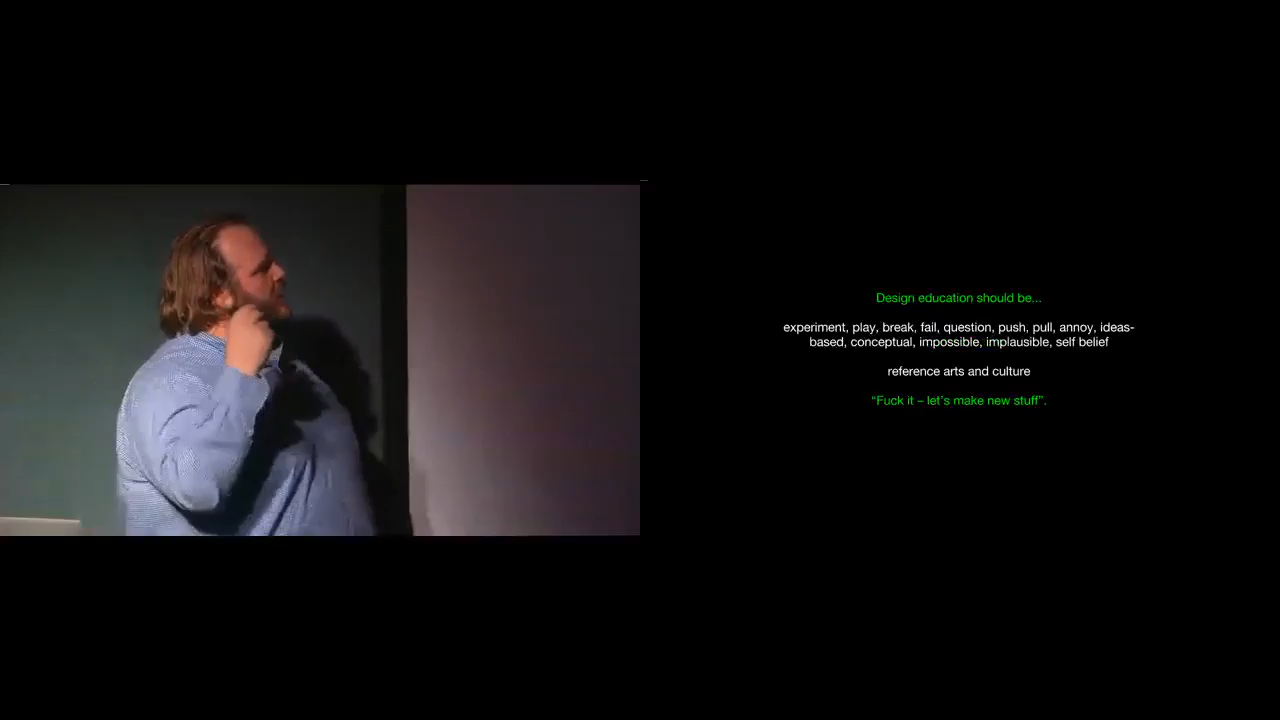 Design education should be...
experiment, play, break, fail, question, push, pull, annoy, ideas-
based, conceptual, impossible, implausible, self belief
reference arts and culture
“Fuck it – let’s make new stuff”.